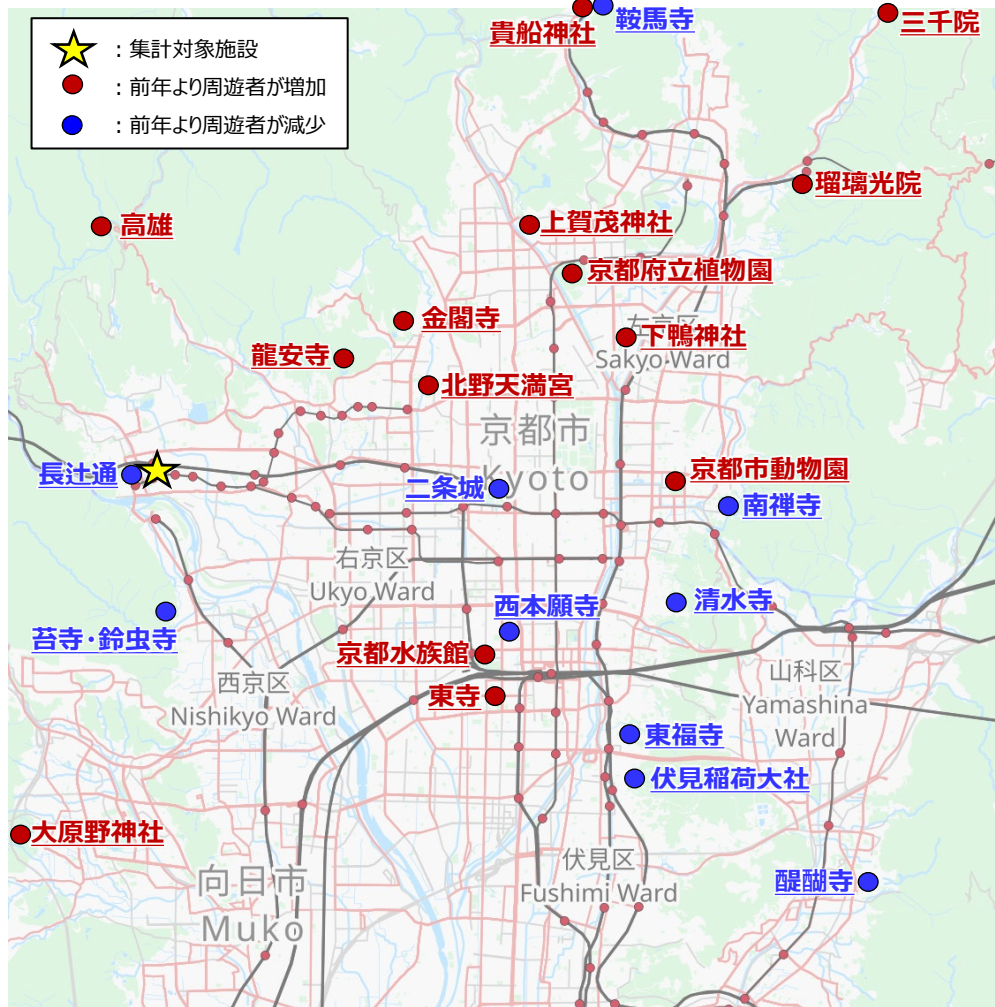 貴船神社
鞍馬寺
三千院
：集計対象施設
：前年より周遊者が増加
：前年より周遊者が減少
瑠璃光院
高雄
上賀茂神社
京都府立植物園
金閣寺
左京区
下鴨神社
Sakyo Ward
龍安寺
北野天満宮
京都市
Kyoto
長辻通
二条城
京都市動物園
南禅寺
右京区
Ukyo Ward
西本願寺
清水寺
苔寺・鈴虫寺
京都水族館
西京区
Nishikyo Ward
東寺
山科区
Yamashina
Ward
東福寺
伏見稲荷大社
大原野神社
向日市
Muko
伏見区
Fushimi Ward
醍醐寺